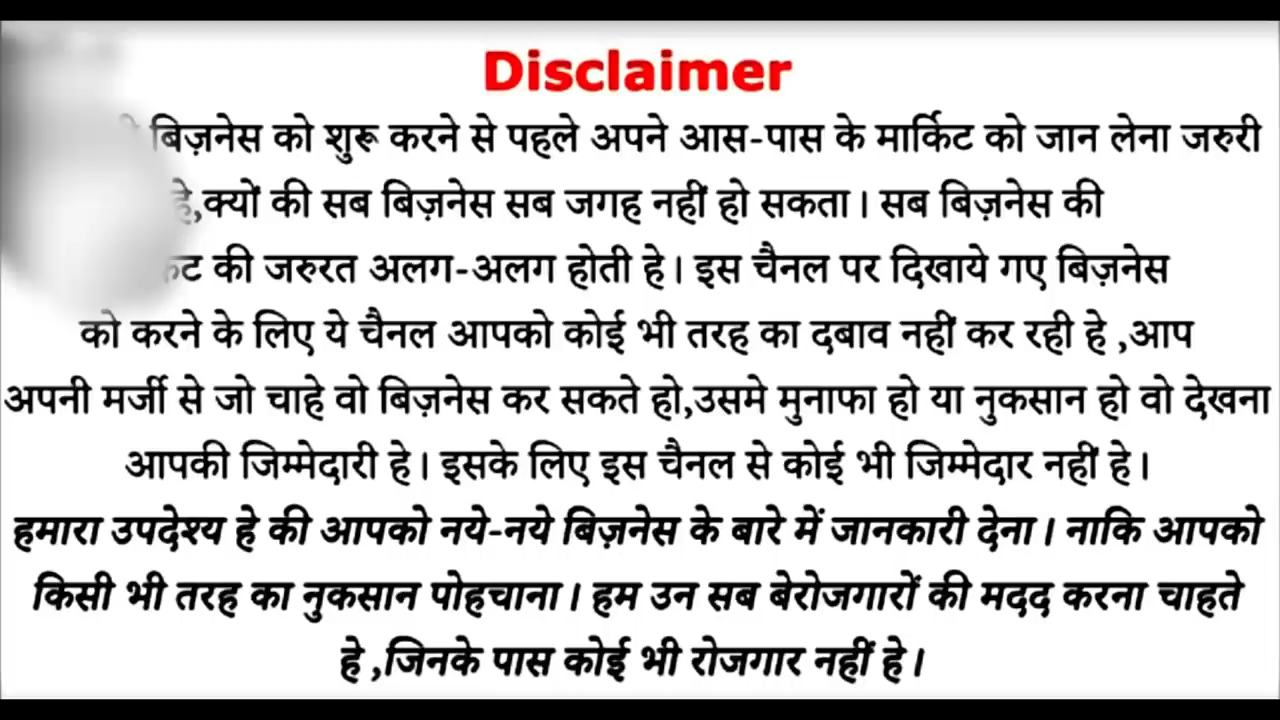 Disclaimer
बिज़नेस को शुरू करने से पहले अपने आस-पास के मार्किट को जान लेना जरुरी
हे,क्यों की सब बिज़नेस सब जगह नहीं हो सकता। सब बिज़नेस की
की जरुरत अलग-अलग होती हे। इस चैनल पर दिखाये गए बिज़नेस
को करने के लिए ये चैनल आपको कोई भी तरह का दबाव नहीं कर रही हे ,आप
अपनी मर्जी से जो चाहे वो बिज़नेस कर सकते हो,उसमे मुनाफा हो या नुकसान हो वो देखना
आपकी जिम्मेदारी हे। इसके लिए इस चैनल से कोई भी जिम्मेदार नहीं हे।
हमारा उपदेश्य हे की आपको नये-नये बिज़नेस के बारे में जानकारी देना। नाकि आपको
किसी भी तरह का नुकसान पोहचाना। हम उन सब बेरोजगारों की मदद करना चाहते
हे ,जिनके पास कोई भी रोजगार नहीं हे।